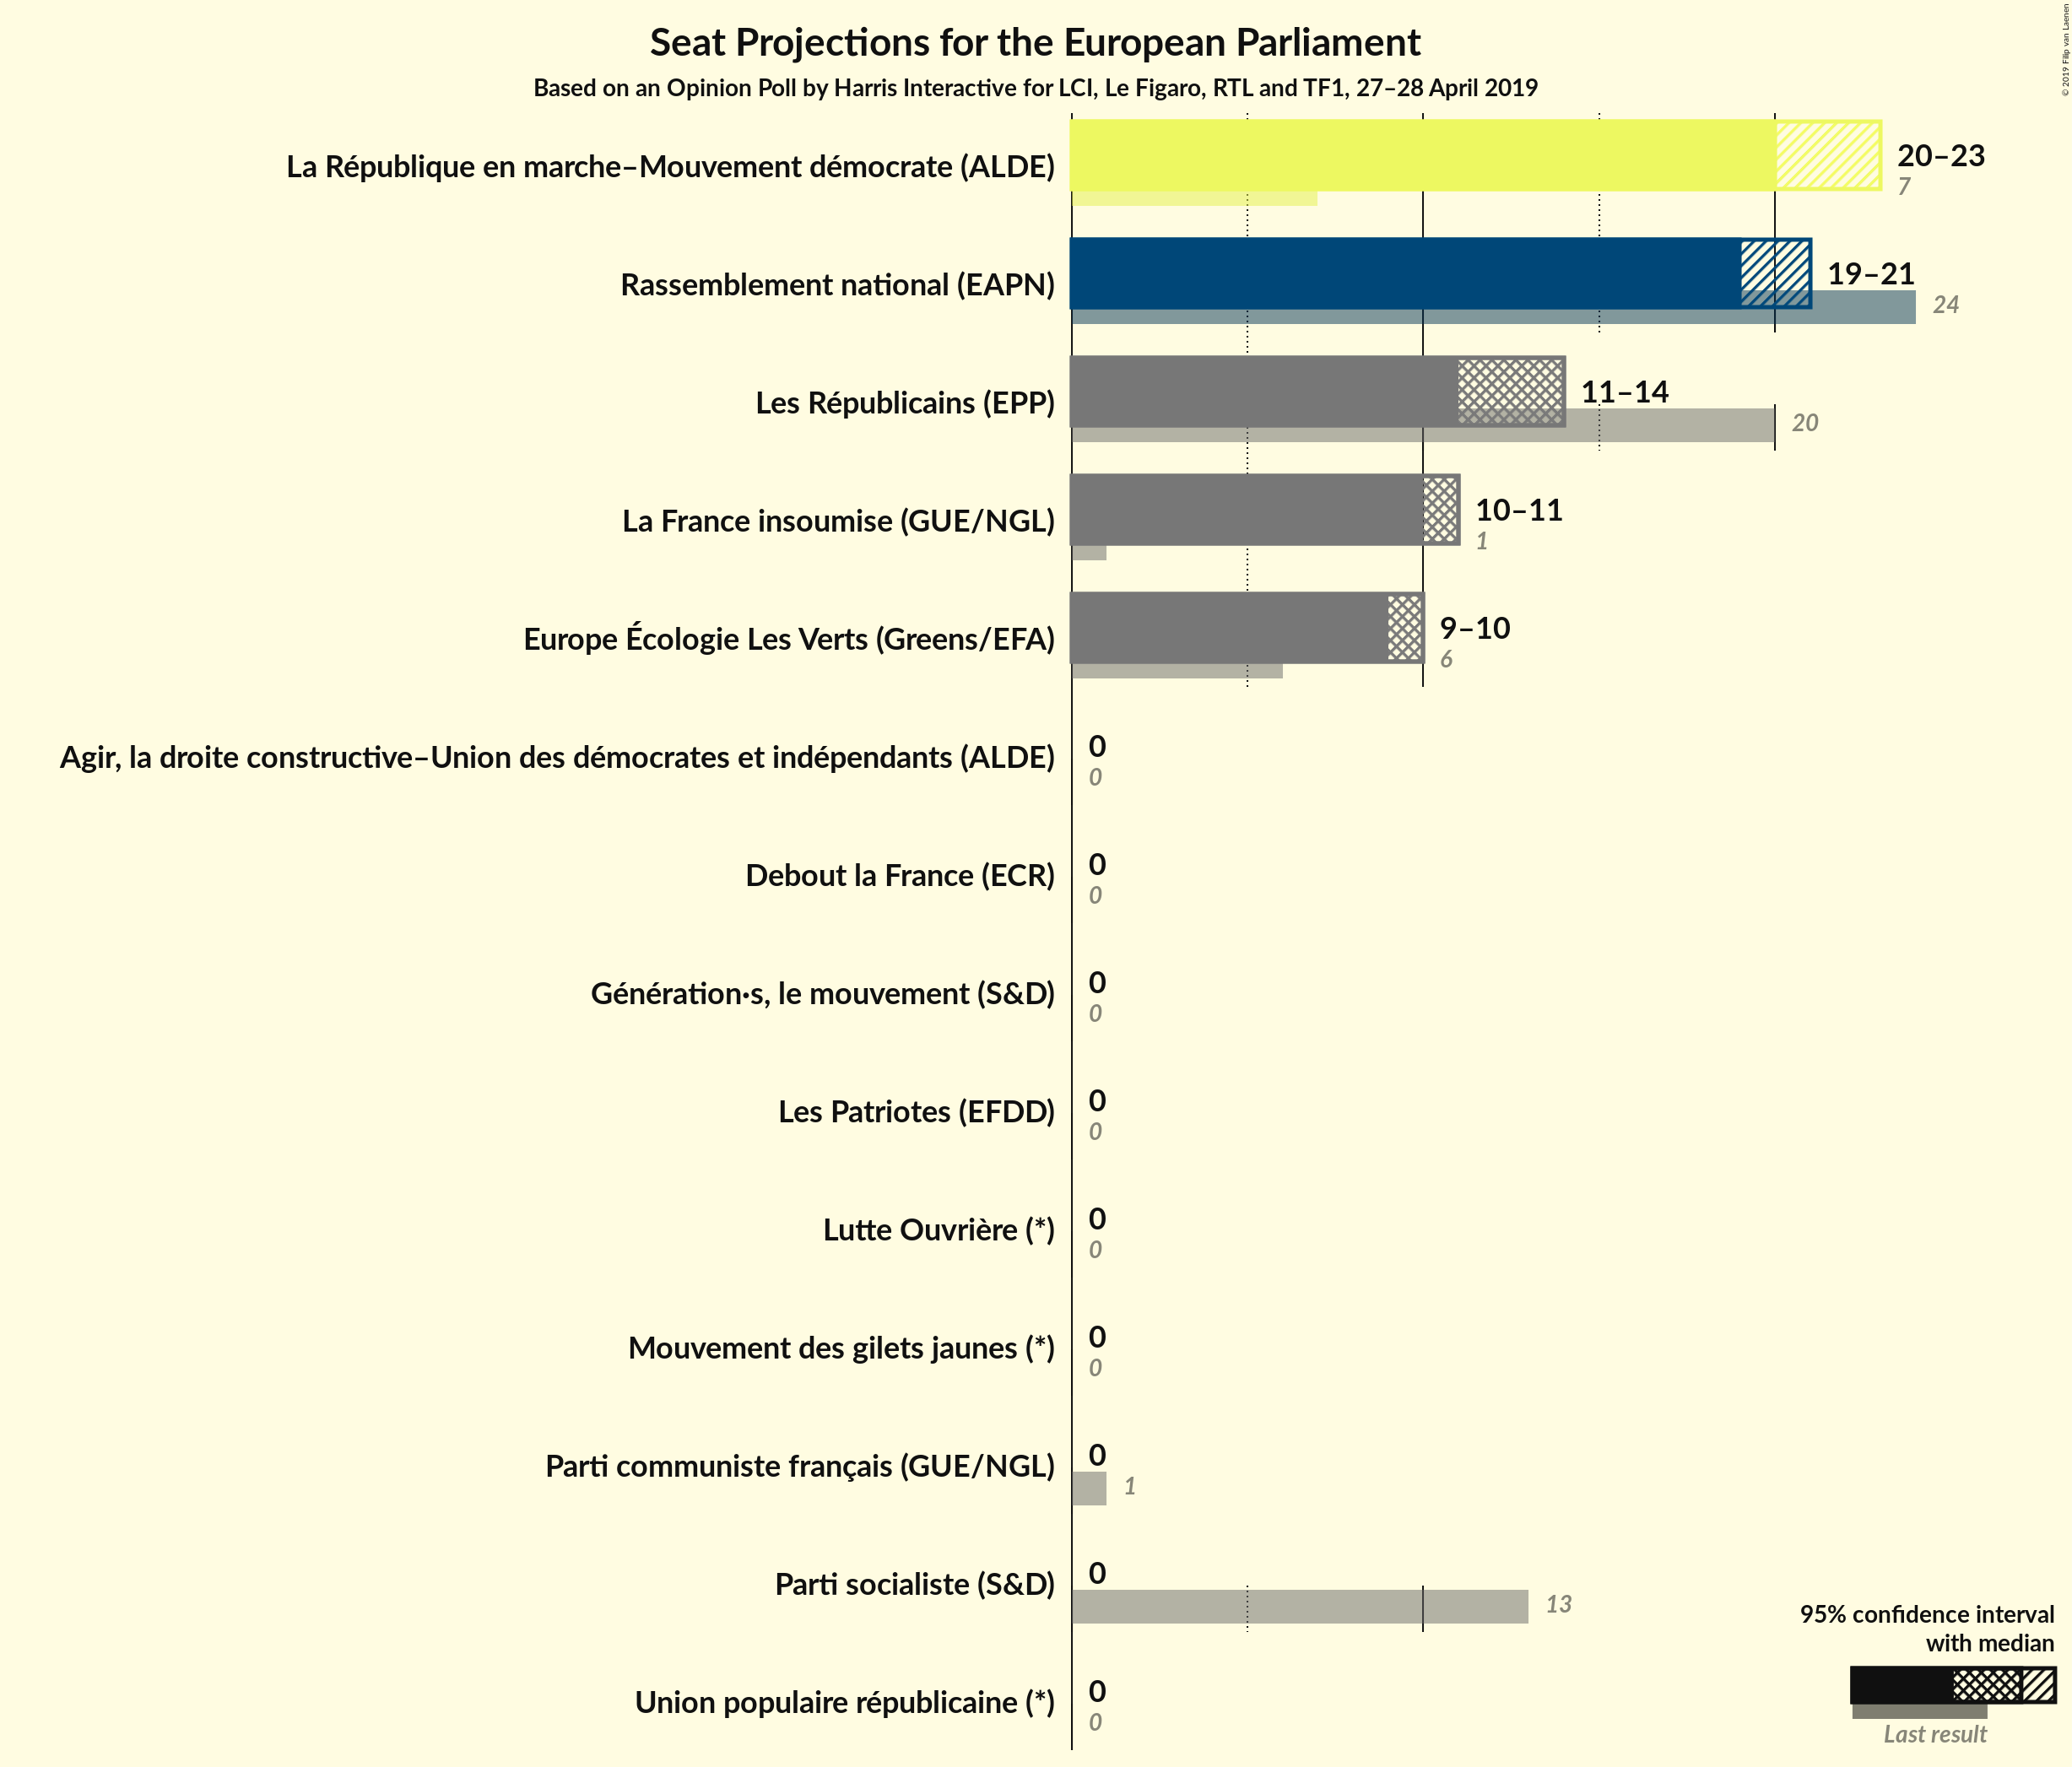 Seat Projections for the European Parliament
Based on an Opinion Poll by Harris Interactive for LCI, Le Figaro, RTL and TF1, 27–28 April 2019
© 2019 Filip van Laenen
La République en marche–Mouvement démocrate (ALDE)
20–23
7
Rassemblement national (EAPN)
19–21
24
Les Républicains (EPP)
11–14
20
La France insoumise (GUE/NGL)
10–11
1
Europe Écologie Les Verts (Greens/EFA)
9–10
6
Agir, la droite constructive–Union des démocrates et indépendants (ALDE)
0
0
Debout la France (ECR)
0
0
Génération·s, le mouvement (S&D)
0
0
Les Patriotes (EFDD)
0
0
Lutte Ouvrière (*)
0
0
Mouvement des gilets jaunes (*)
0
0
Parti communiste français (GUE/NGL)
0
1
Parti socialiste (S&D)
0
13
Union populaire républicaine (*)
0
0
95% confidence interval
with median
Last result